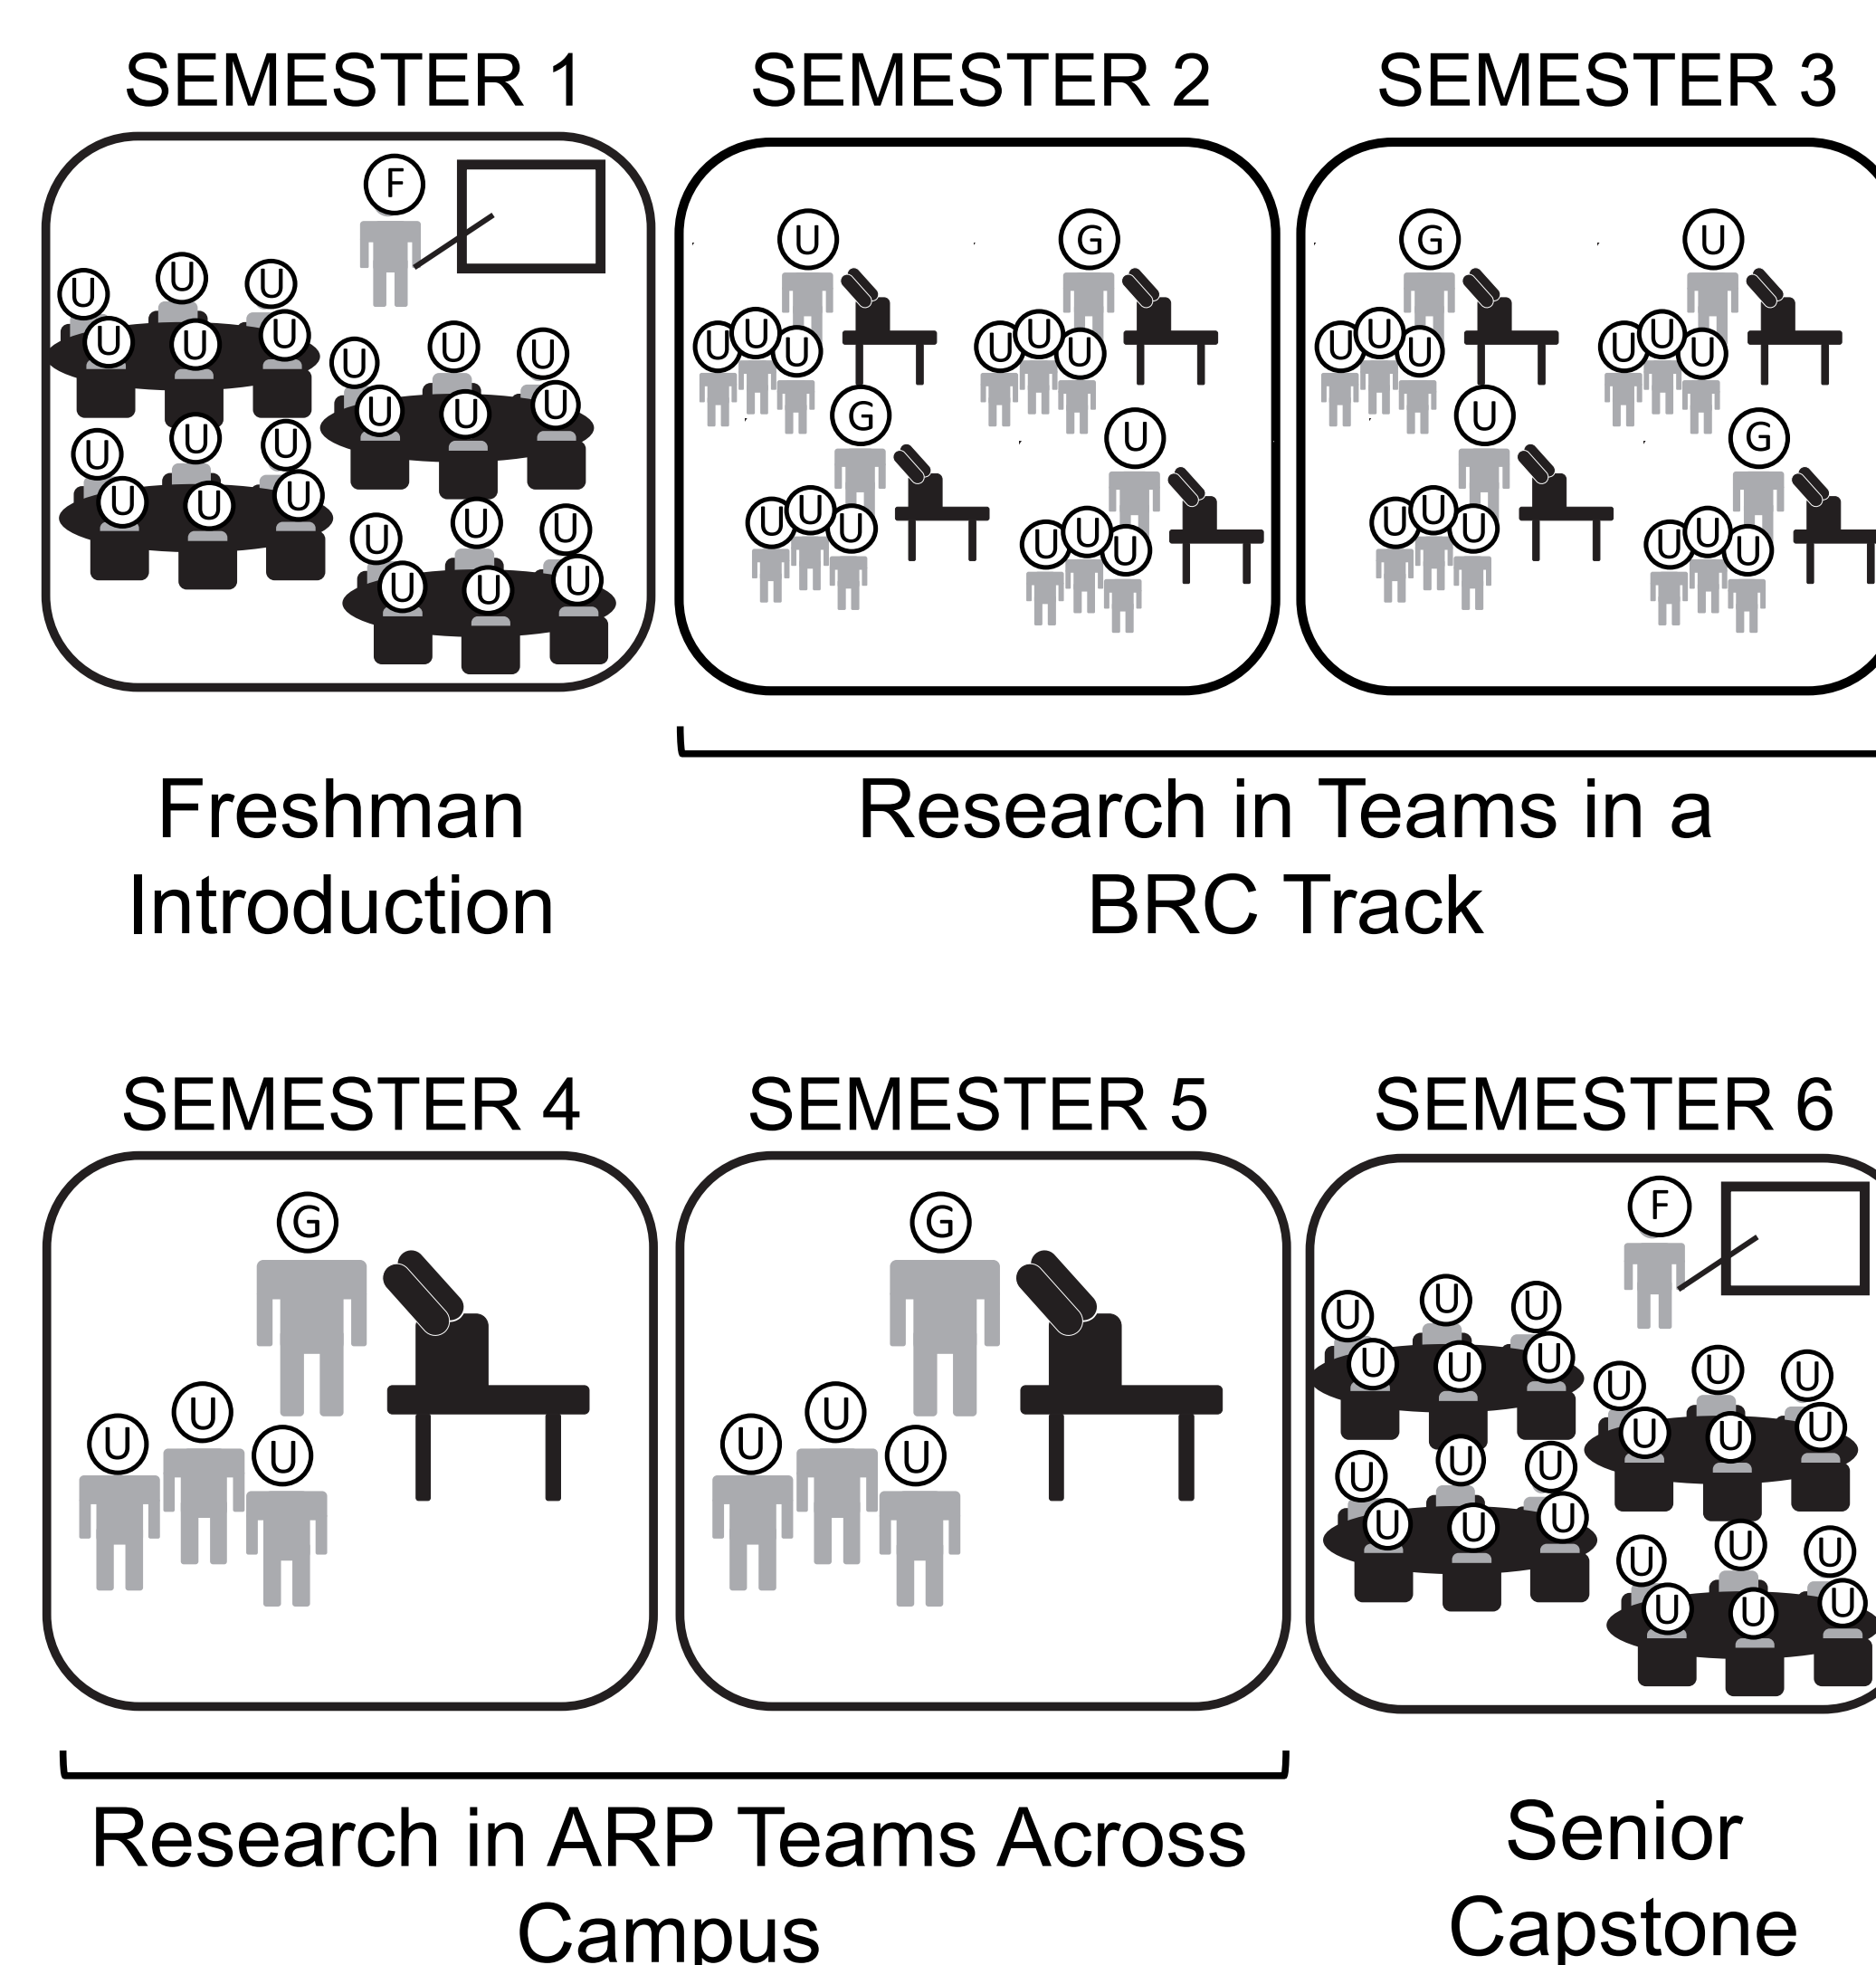 SEMESTER 1
SEMESTER 2
SEMESTER 3
F
U U U
U U U
U U U
U U U
U U U
U U U
U U U
U U U
U
U U U
G
U U U
G
U U U
U
U U U
G
U U U
U
U U U
U
U U U
G
U U U
Freshman
Introduction
Research in Teams in a
BRC Track
SEMESTER 4
SEMESTER 5
SEMESTER 6
G
U U U
G
U U U
F
U U U
U U U
U U U
U U U
U U U
U U U
U U U
U U U
Research in ARP Teams Across
Campus
Senior
Capstone